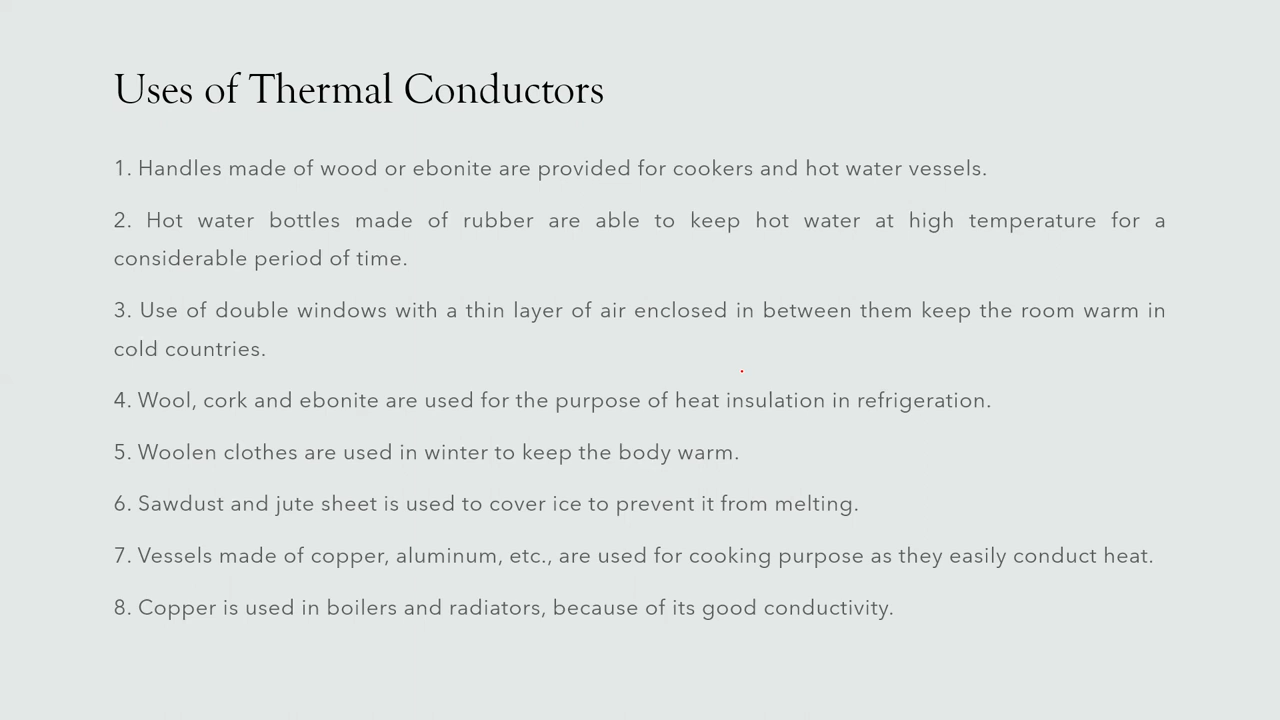 Uses of Thermal Conductors
1. Handles made of wood or ebonite are provided for cookers and hot water vessels.
2. Hot water bottles made of rubber are able to keep hot water at high temperature for a
considerable period of time.
3. Use of double windows with a thin layer of air enclosed in between them keep the room warm in
cold countries.
4. Wool, cork and ebonite are used for the purpose of heat insulation in refrigeration.
5. Woolen clothes are used in winter to keep the body warm.
6. Sawdust and jute sheet is used to cover ice to prevent it from melting.
7. Vessels made of copper, aluminum, etc., are used for cooking purpose as they easily conduct heat.
8. Copper is used in boilers and radiators, because of its good conductivity.